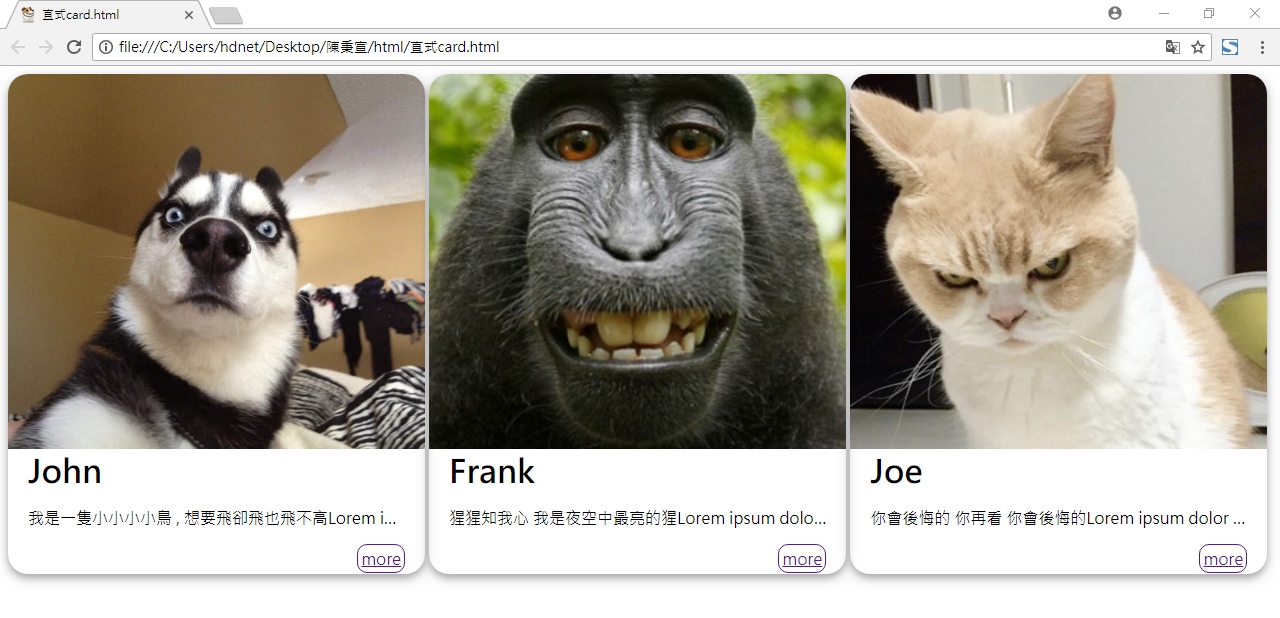 直式card.html
file:///C:/Users/hdnet/Desktop/陳秉宣/html/直式card.html
John
我是一隻小小小小鳥 , 想要飛卻飛也飛不高Lorem i...
more
Frank
猩猩知我心 我是夜空中最亮的猩Lorem ipsum dolo...
more
Joe
你會後悔的 你再看 你會後悔的Lorem ipsum dolor ...
more